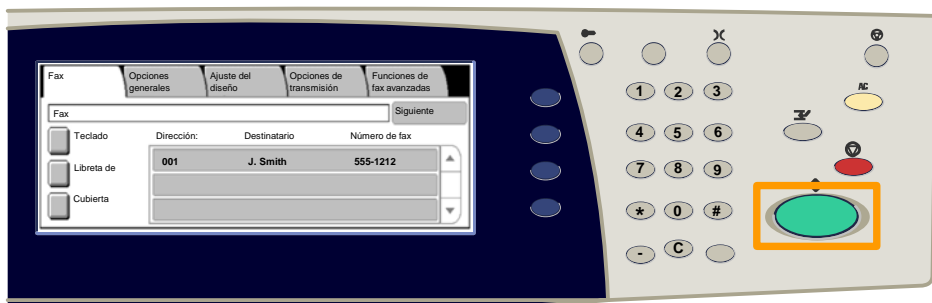 Fax
Opciones
generales
Ajuste del
diseño
Opciones de
transmisión
Funciones de
fax avanzadas
Fax
Siguiente
Teclado
Libreta de
Cubierta
Dirección: Destinatario Número de fax
001 J. Smith 555-1212
1 2 3
4 5 6
7 8 9
* 0 #
- C
AC